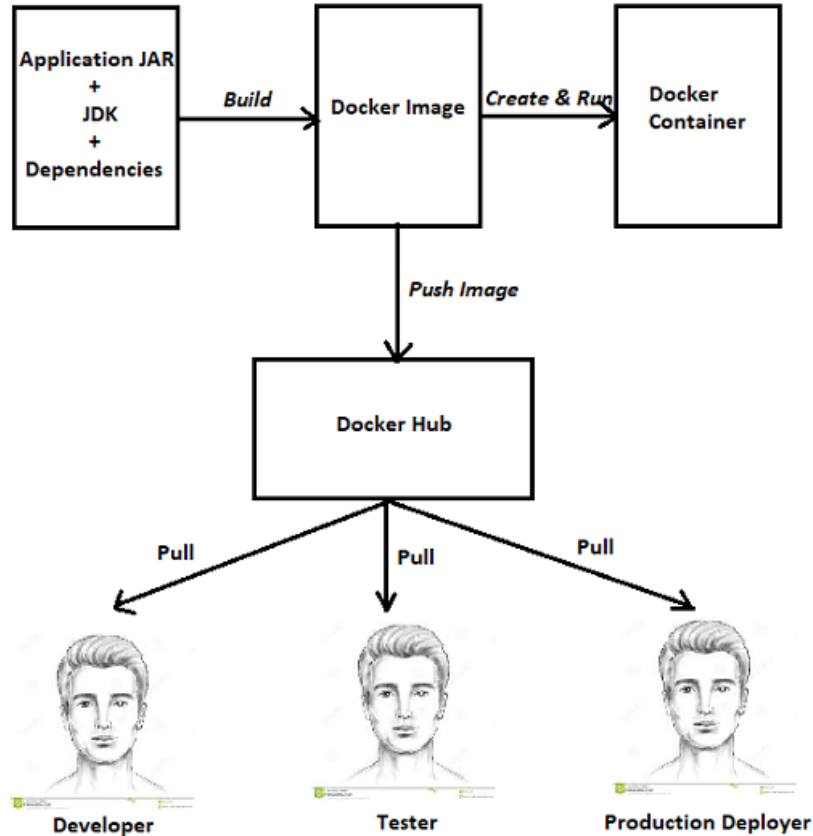 Application JAR
+
JDK
+
Dependencies
Build
Docker Image
Create & Run
Docker
Container
Push Image
Docker Hub
Pull
Pull
Pull
Developer
Tester
Production Deployer